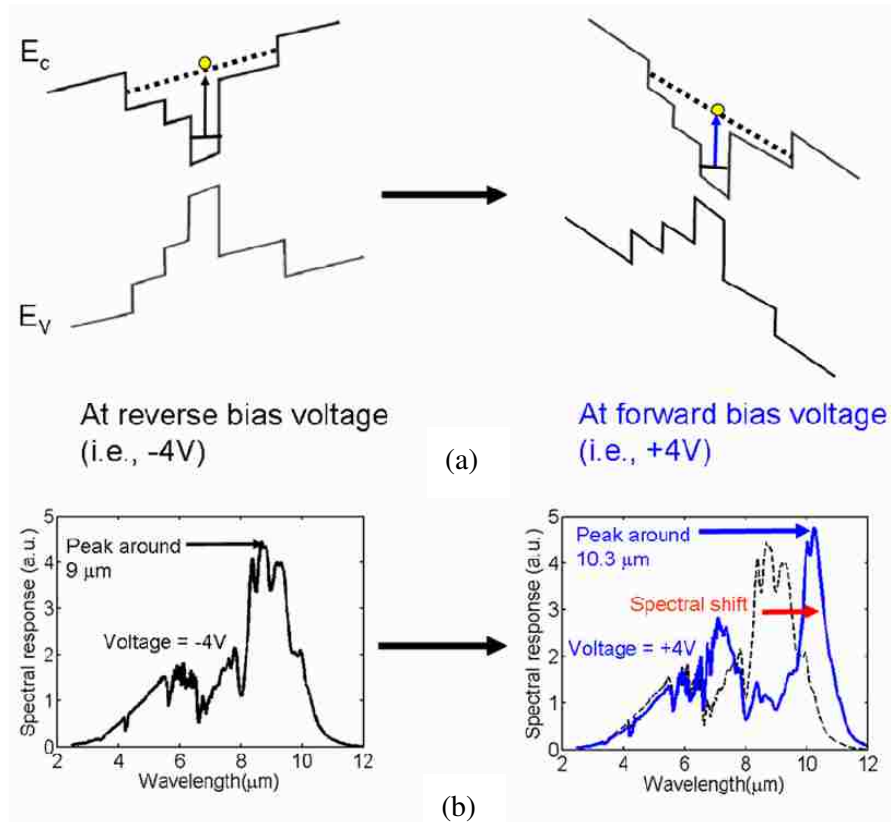 E_c
E_V
At reverse bias voltage
(i.e., -4V)
At forward bias voltage
(i.e., +4V)
(a)
Spectral response (a.u.)
5
4
3
2
1
0
Peak around
9 μm
Voltage = -4V
2 4 6 8 10 12
Wavelength(μm)
Spectral response (a.u.)
5
4
3
2
1
0
Peak around
10.3 μm
Spectral shift
Voltage = +4V
2 4 6 8 10 12
Wavelength(μm)
(b)